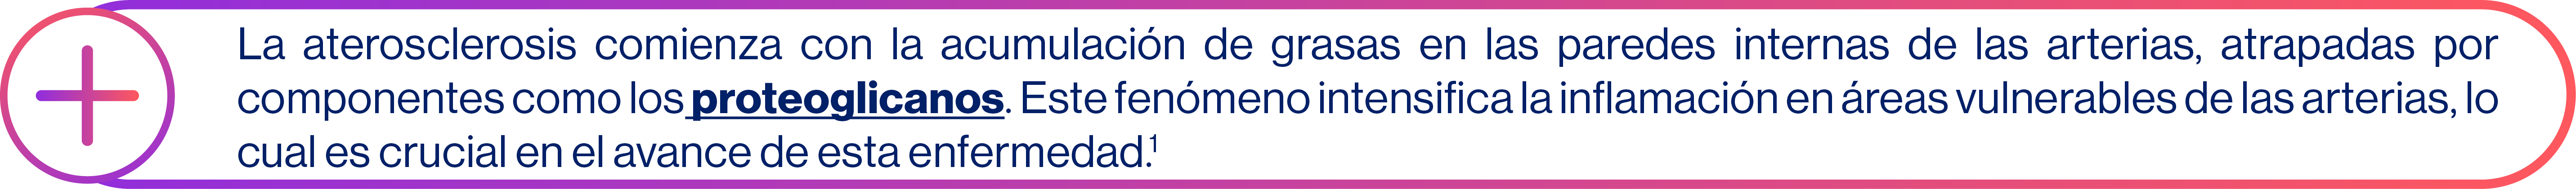 La aterosclerosis comienza con la acumulación de grasas en las paredes internas de las arterias, atrapadas por
componentes como los proteoglicanos. Este fenómeno intensifica la inflamación en áreas vulnerables de las arterias, lo
cual es crucial en el avance de esta enfermedad.¹